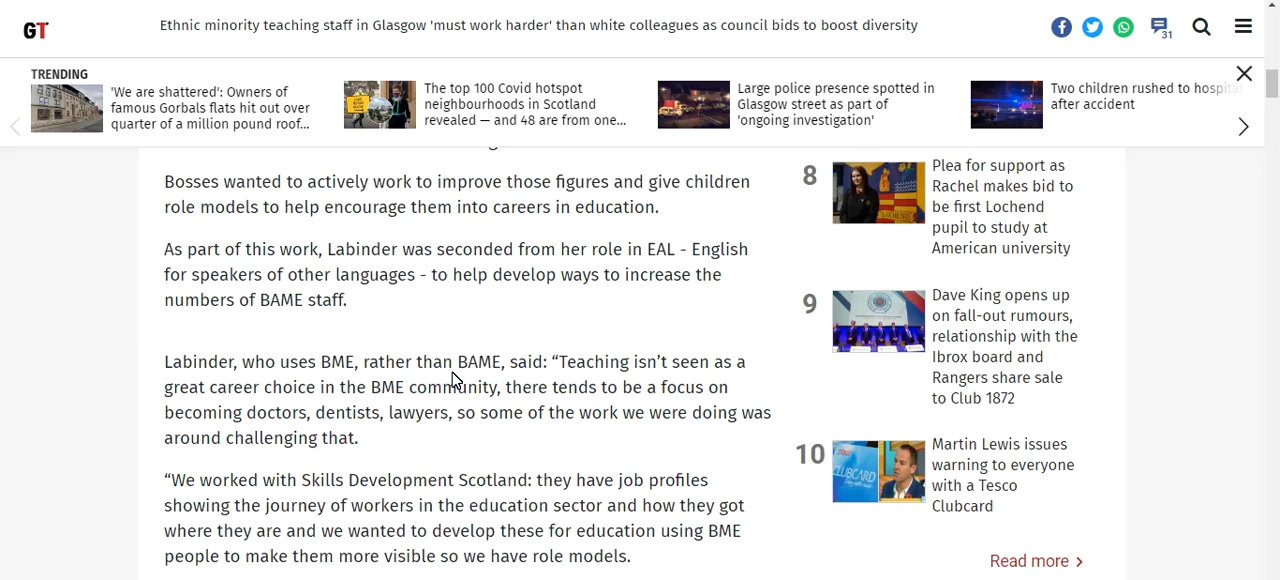 GT
Ethnic minority teaching staff in Glasgow 'must work harder' than white colleagues as council bids to boost diversity
31
TRENDING
'We are shattered': Owners of
famous Gorbals flats hit out over
quarter of a million pound roof...
The top 100 Covid hotspot
neighbourhoods in Scotland
revealed — and 48 are from one...
Large police presence spotted in
Glasgow street as part of
'ongoing investigation'
Two children rushed to hospital
after accident
Bosses wanted to actively work to improve those figures and give children
role models to help encourage them into careers in education.
As part of this work, Labinder was seconded from her role in EAL - English
for speakers of other languages - to help develop ways to increase the
numbers of BAME staff.
Labinder, who uses BME, rather than BAME, said: “Teaching isn’t seen as a
great career choice in the BME community, there tends to be a focus on
becoming doctors, dentists, lawyers, so some of the work we were doing was
around challenging that.
“We worked with Skills Development Scotland: they have job profiles
showing the journey of workers in the education sector and how they got
where they are and we wanted to develop these for education using BME
people to make them more visible so we have role models.
8
Plea for support as
Rachel makes bid to
be first Lochend
pupil to study at
American university
9
Dave King opens up
on fall-out rumours,
relationship with the
Ibrox board and
Rangers share sale
to Club 1872
10
CLUBCARD
Martin Lewis issues
warning to everyone
with a Tesco
Clubcard
Read more